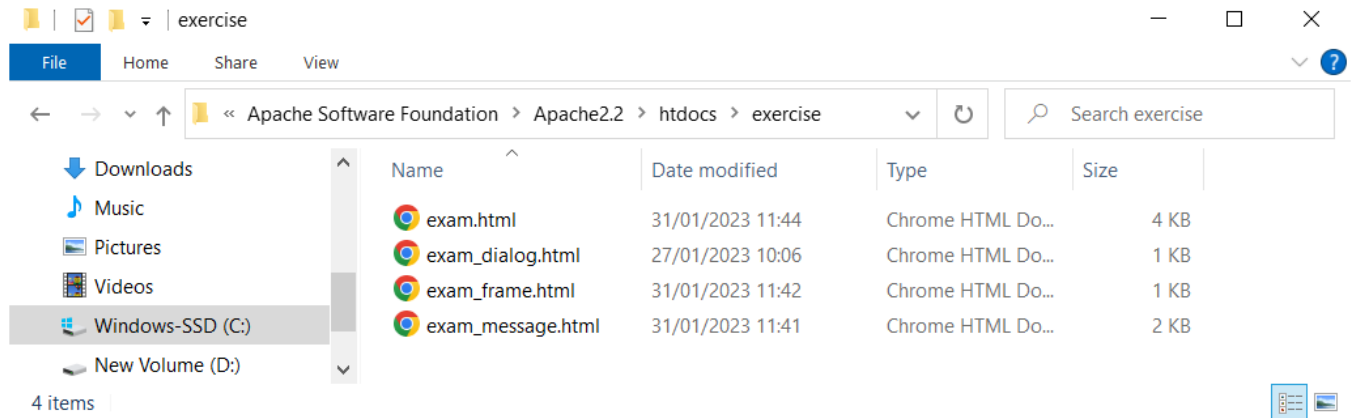 exercise
File Home Share View
« Apache Software Foundation > Apache2.2 > htdocs > exercise Search exercise
Downloads
Music
Pictures
Videos
Windows-SSD (C:)
New Volume (D:)
Name Date modified Type Size
exam.html 31/01/2023 11:44 Chrome HTML Do... 4 KB
exam_dialog.html 27/01/2023 10:06 Chrome HTML Do... 1 KB
exam_frame.html 31/01/2023 11:42 Chrome HTML Do... 1 KB
exam_message.html 31/01/2023 11:41 Chrome HTML Do... 2 KB
4 items